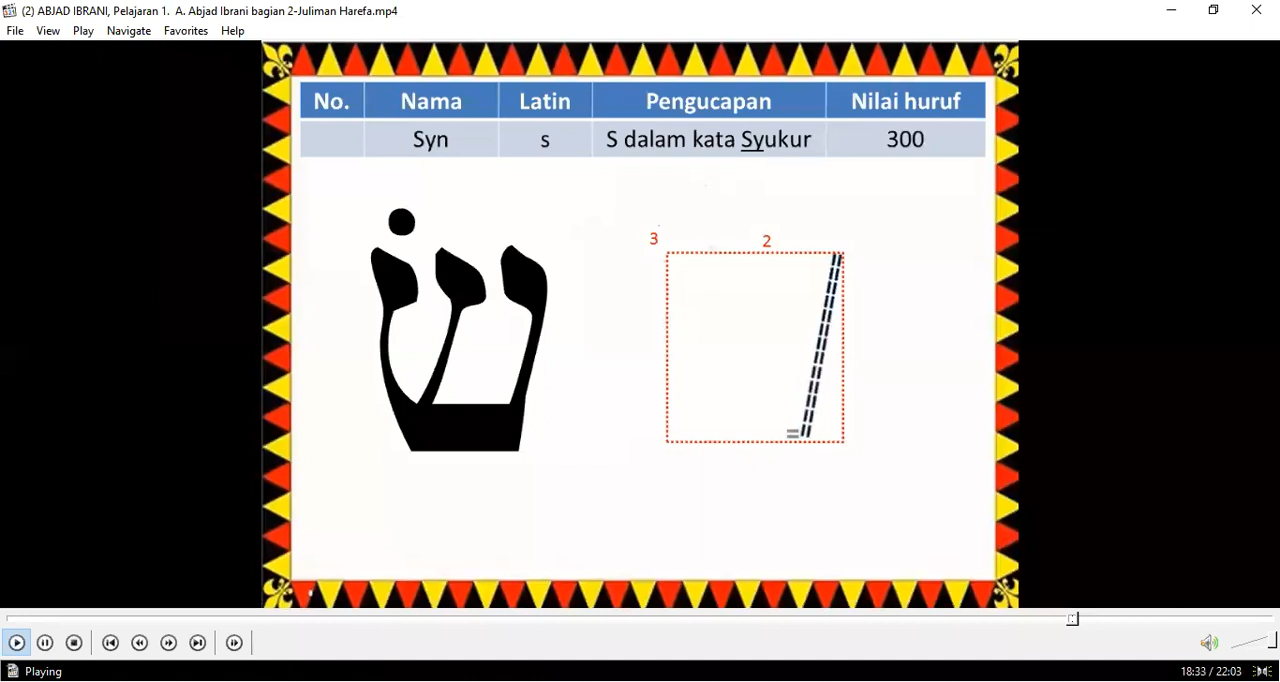 (2) ABJAD IBRANI, Pelajaran 1.  A. Abjad Ibrani bagian 2-Juliman Harefa.mp4
File View Play Navigate Favorites Help
No. Nama Latin Pengucapan Nilai huruf
Syn s S dalam kata Syukur 300
שׂ
3 2
Playing 18:33 / 22:03